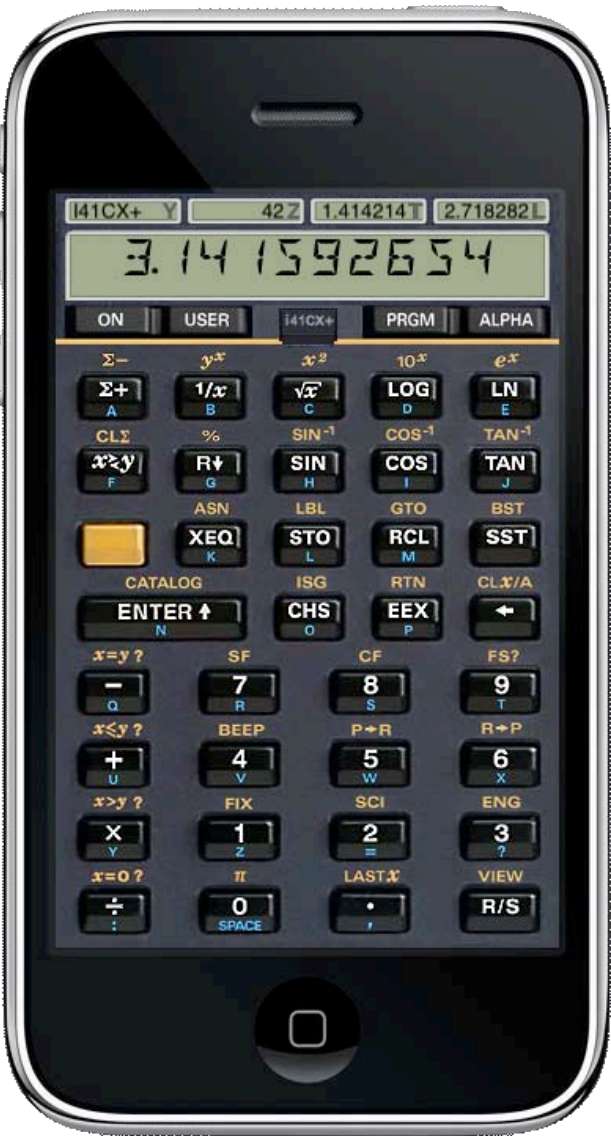 I41CX+ Y 42 Z 1.414214 T 2.718282 L
3.141592654
ON USER i41CX+ PRGM ALPHA
Σ− yˣ x² 10ˣ eˣ
Σ+ 1/x √x LOG LN
A B C D E
CLΣ % SIN⁻¹ COS⁻¹ TAN⁻¹
x≷y R↓ SIN COS TAN
F G H I J
ASN LBL GTO BST
XEQ STO RCL SST
K L M
CATALOG ISG RTN CLx/A
ENTER↑ CHS EEX ←
N O P
x=y? SF CF FS?
− 7 8 9
Q R S T
x≤y? BEEP P→R R→P
+ 4 5 6
U V W X
x>y? FIX SCI ENG
× 1 2 3
Y Z = ?
x=0? π LASTx VIEW
÷ 0 . R/S
: SPACE ,